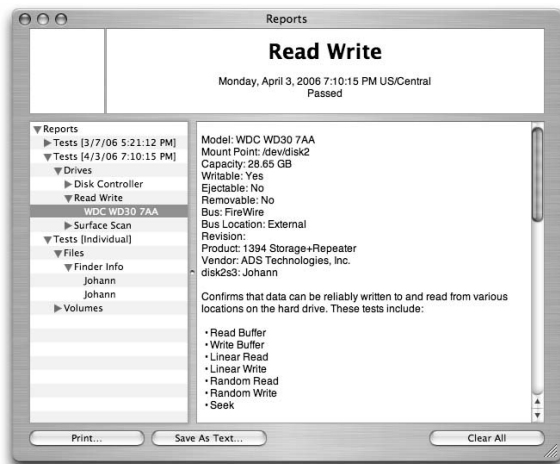 Reports
Read Write
Monday, April 3, 2006 7:10:15 PM US/Central
Passed
Reports
Tests [3/7/06 5:21:12 PM]
Tests [4/3/06 7:10:15 PM]
Drives
Disk Controller
Read Write
WDC WD30 7AA
Surface Scan
Tests [Individual]
Files
Finder Info
Johann
Johann
Volumes
Model: WDC WD30 7AA
Mount Point: /dev/disk2
Capacity: 28.65 GB
Writable: Yes
Ejectable: No
Removable: No
Bus: FireWire
Bus Location: External
Revision:
Product: 1394 Storage+Repeater
Vendor: ADS Technologies, Inc.
disk2s3: Johann
Confirms that data can be reliably written to and read from various
locations on the hard drive. These tests include:
• Read Buffer
• Write Buffer
• Linear Read
• Linear Write
• Random Read
• Random Write
• Seek
Print...
Save As Text...
Clear All